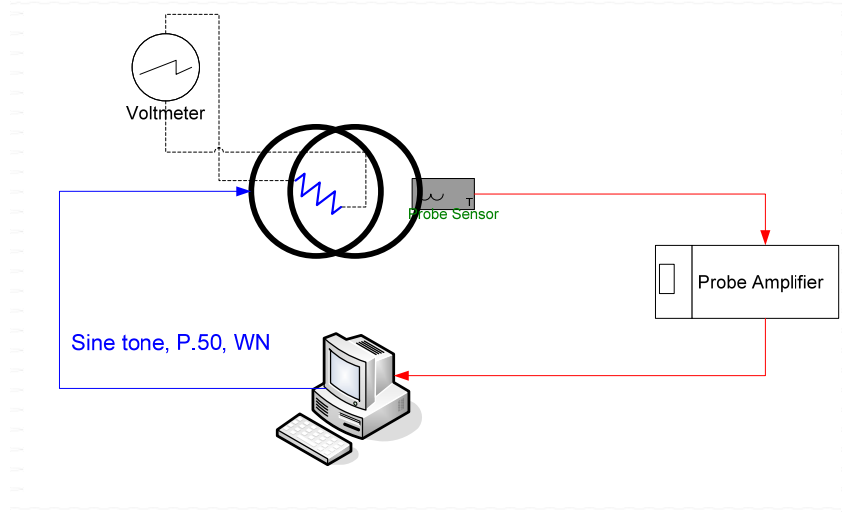 Voltmeter
T
Probe Sensor
Probe Amplifier
Sine tone, P.50, WN